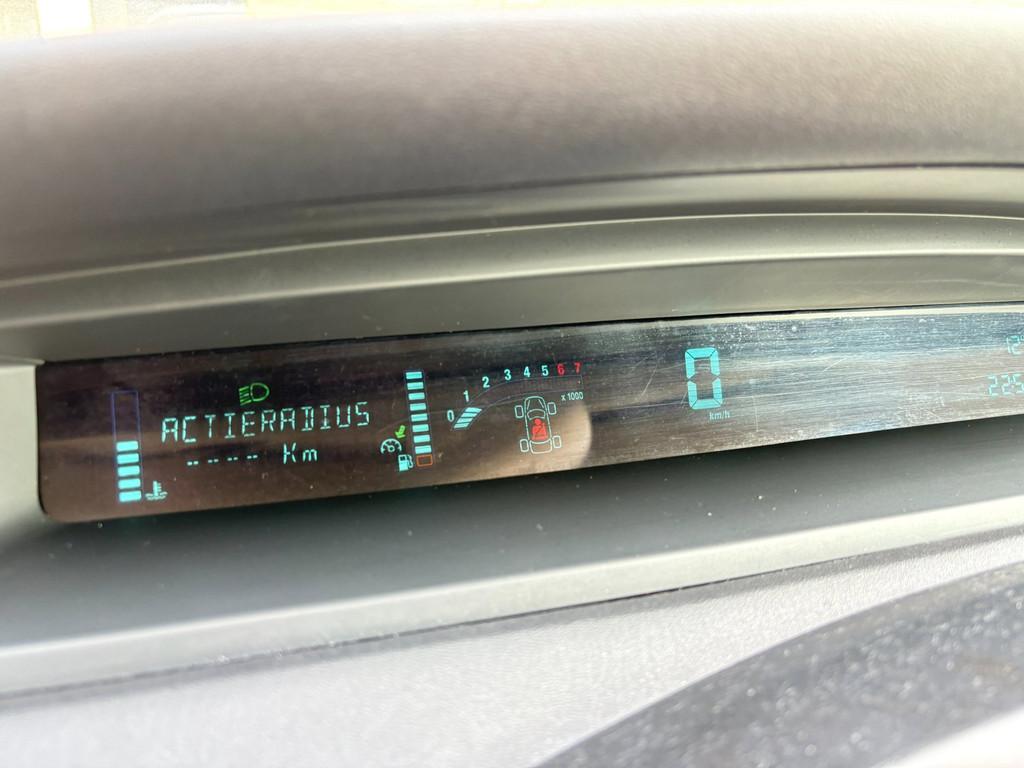 ACTIERADIUS
---- Km
0 1 2 3 4 5 6 7
x 1000
0
km/h